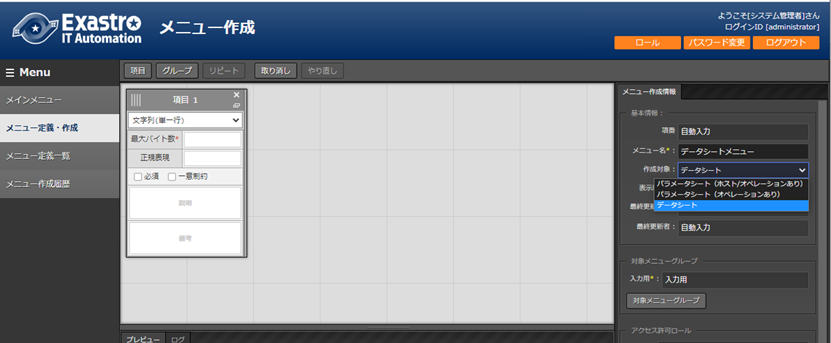 Exastro
IT Automation
メニュー作成
ようこそ[システム管理者]さん
ログインID [administrator]
ロール
パスワード変更
ログアウト
Menu
メインメニュー
メニュー定義・作成
メニュー定義一覧
メニュー作成履歴
項目
グループ
リピート
取り消し
やり直し
項目 1
文字列(単一行)
最大バイト数*
正規表現
必須
一意制約
説明
備考
プレビュー
ログ
メニュー作成情報
基本情報:
項番
自動入力
メニュー名*:
データシートメニュー
作成対象:
データシート
パラメータシート(ホスト/オペレーションあり)
パラメータシート(オペレーションあり)
データシート
表示
最終更新
最終更新者:
自動入力
対象メニューグループ
入力用*:
入力用
対象メニューグループ
アクセス許可ロール